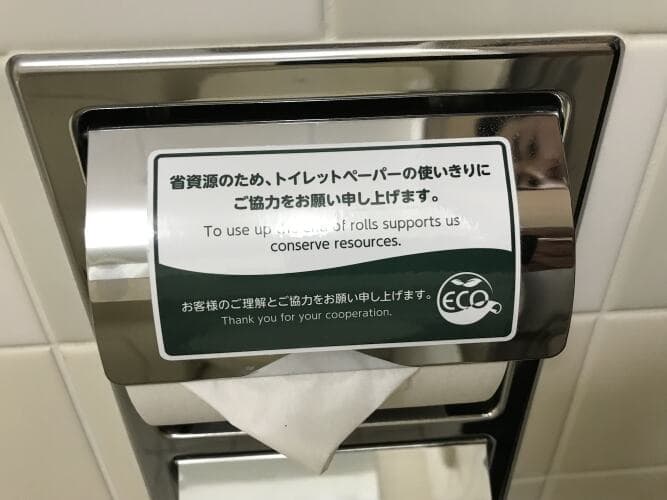 省資源のため、トイレットペーパーの使いきりに
ご協力をお願い申し上げます。
To use up the end of rolls supports us
conserve resources.
お客様のご理解とご協力をお願い申し上げます。
Thank you for your cooperation.
ECO